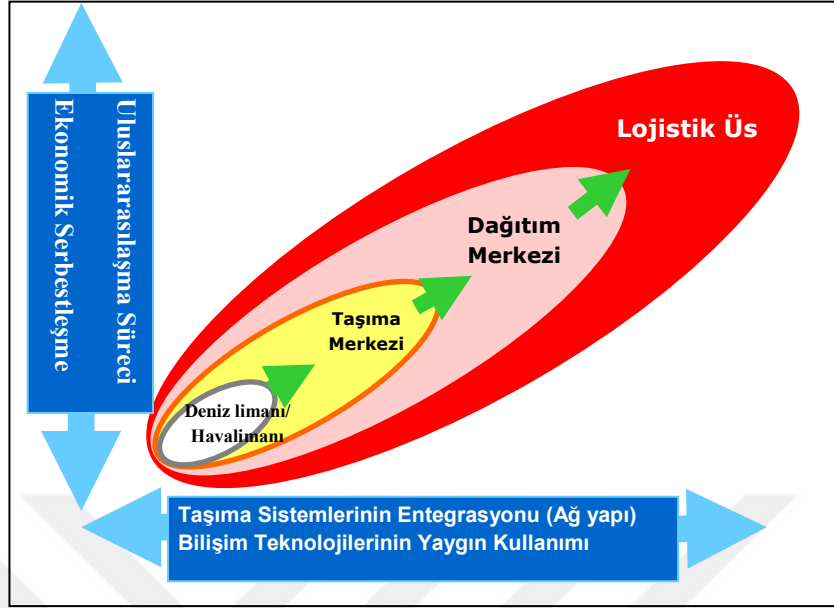 Uluslararasılaşma Süreci
Ekonomik Serbestleşme
Lojistik Üs
Dağıtım
Merkezi
Taşıma
Merkezi
Deniz limanı/
Havalimanı
Taşıma Sistemlerinin Entegrasyonu (Ağ yapı)
Bilişim Teknolojilerinin Yaygın Kullanımı